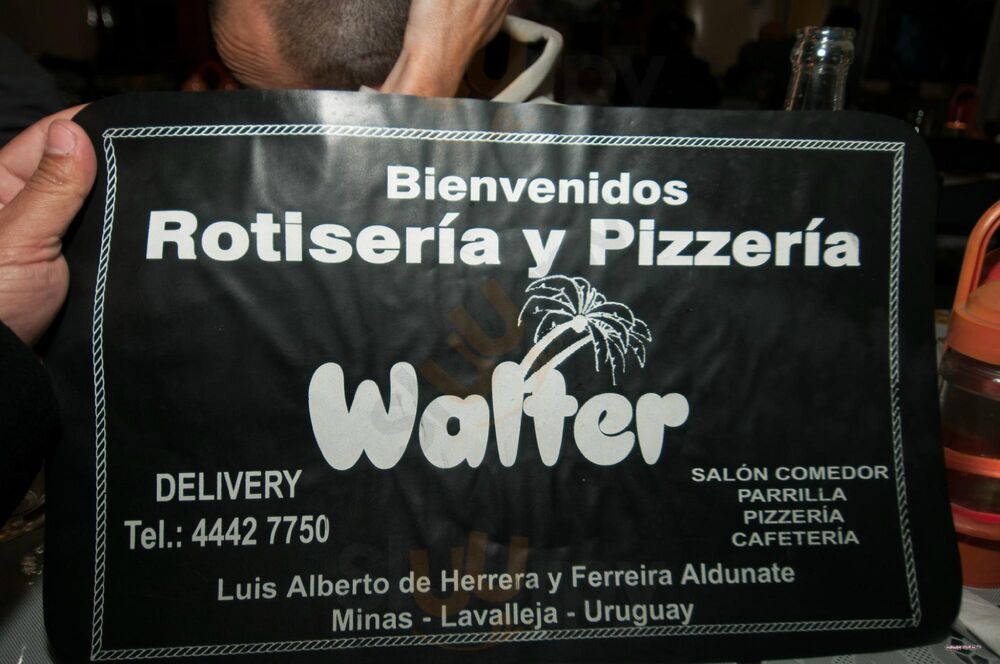 Bienvenidos
Rotisería y Pizzería
Walter
DELIVERY
Tel.: 4442 7750
SALÓN COMEDOR
PARRILLA
PIZZERÍA
CAFETERÍA
Luis Alberto de Herrera y Ferreira Aldunate
Minas - Lavalleja - Uruguay